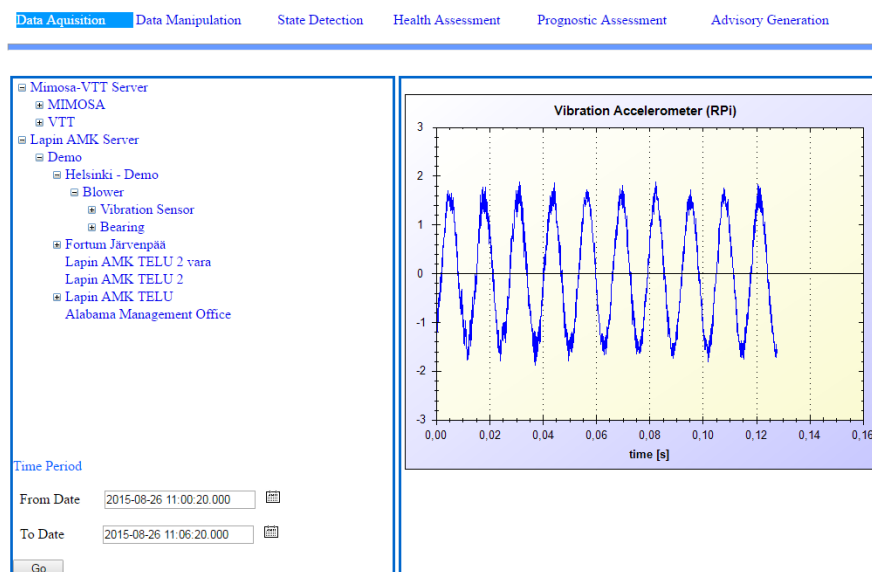 Data Aquisition Data Manipulation State Detection Health Assessment Prognostic Assessment Advisory Generation
Mimosa-VTT Server
MIMOSA
VTT
Lapin AMK Server
Demo
Helsinki - Demo
Blower
Vibration Sensor
Bearing
Fortum Järvenpää
Lapin AMK TELU 2 vara
Lapin AMK TELU 2
Lapin AMK TELU
Alabama Management Office
Time Period
From Date 2015-08-26 11:00:20.000
To Date 2015-08-26 11:06:20.000
Go
Vibration Accelerometer (RPi)
3
2
1
0
-1
-2
-3
0,00 0,02 0,04 0,06 0,08 0,10 0,12 0,14 0,16
time [s]